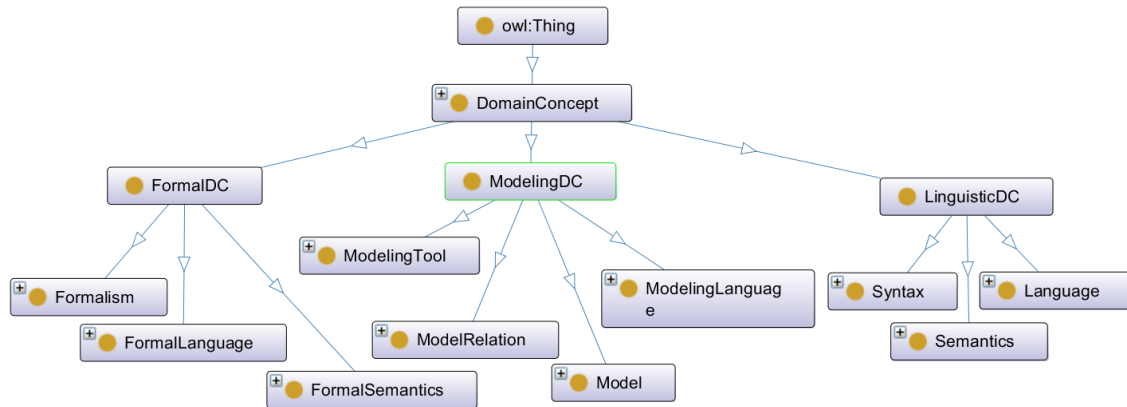 owl:Thing
DomainConcept
FormalDC
ModelingDC
LinguisticDC
ModelingTool
Formalism
ModelingLanguag
e
Syntax
Language
FormalLanguage
ModelRelation
Semantics
FormalSemantics
Model